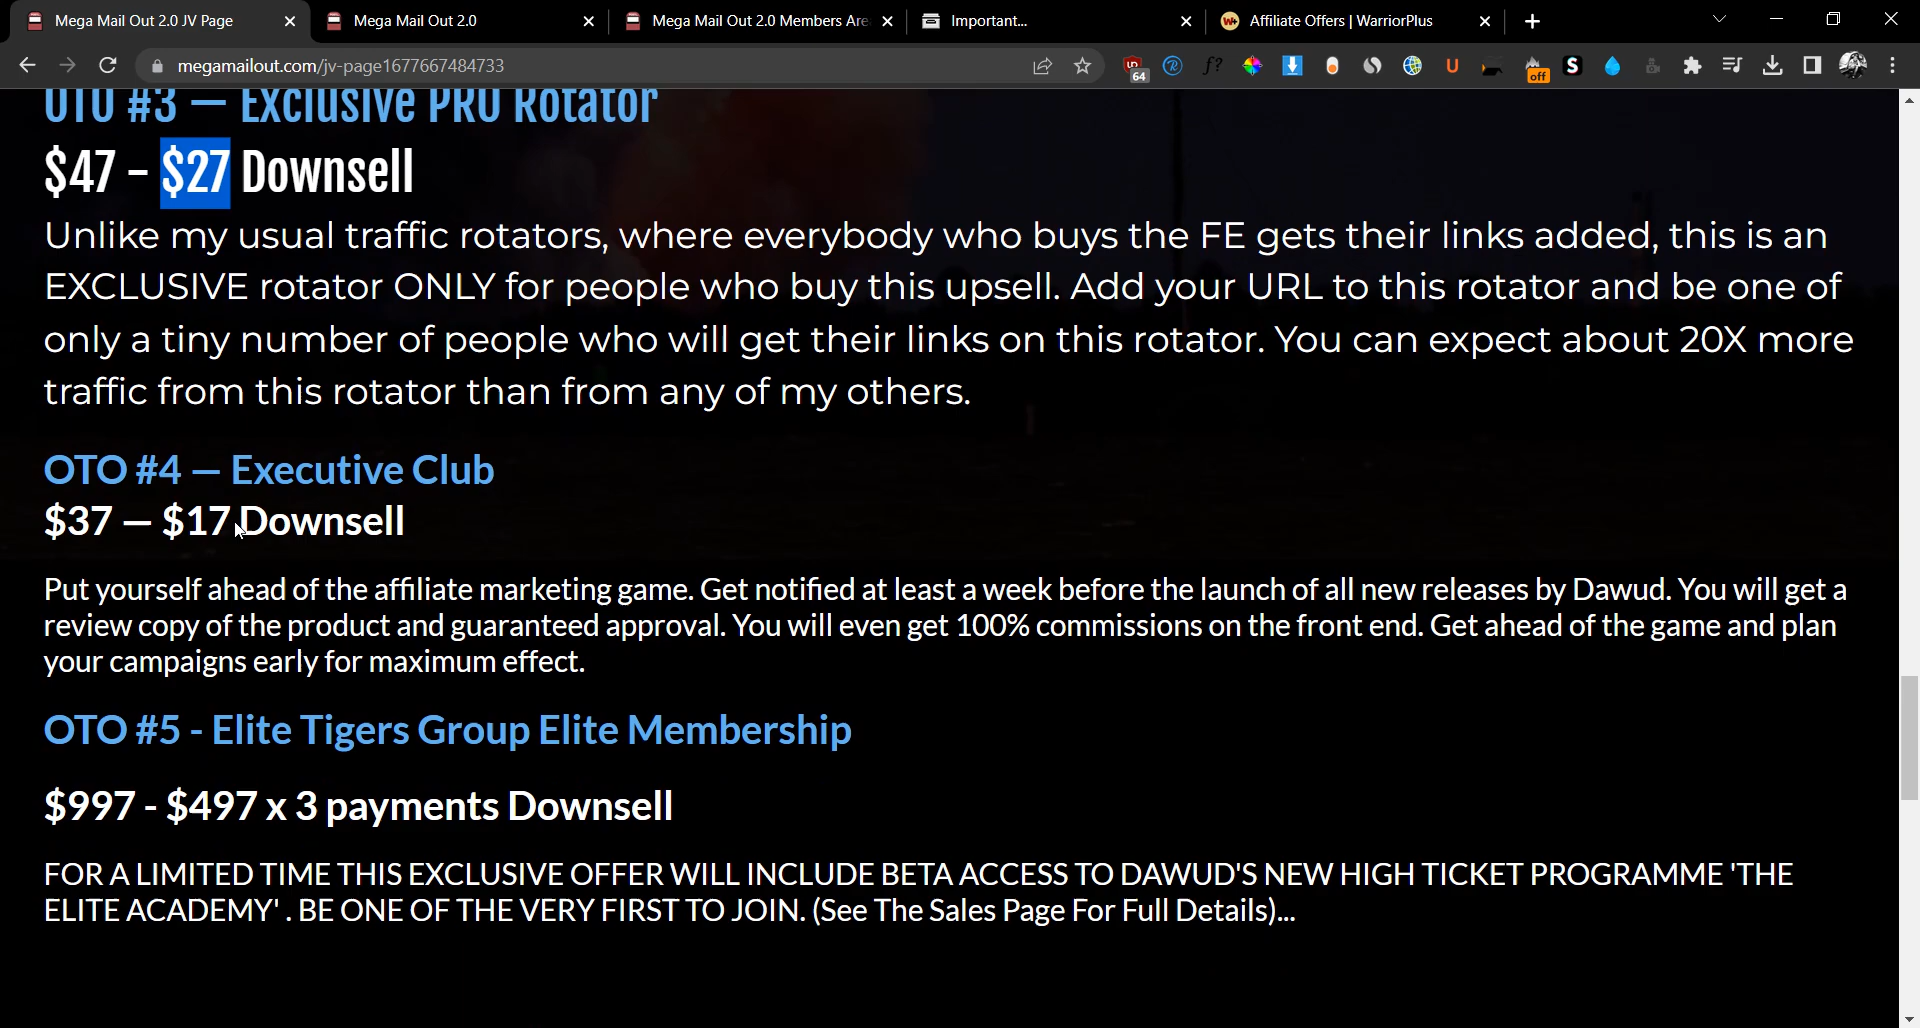 Mega Mail Out 2.0 JV Page
Mega Mail Out 2.0
Mega Mail Out 2.0 Members Are
Important...
Affiliate Offers | WarriorPlus
megamailout.com/jv-page1677667484733
64
off
OTO #3 — Exclusive PRO Rotator
$47 – $27 Downsell
Unlike my usual traffic rotators, where everybody who buys the FE gets their links added, this is an
EXCLUSIVE rotator ONLY for people who buy this upsell. Add your URL to this rotator and be one of
only a tiny number of people who will get their links on this rotator. You can expect about 20X more
traffic from this rotator than from any of my others.
OTO #4 — Executive Club
$37 — $17 Downsell
Put yourself ahead of the affiliate marketing game. Get notified at least a week before the launch of all new releases by Dawud. You will get a
review copy of the product and guaranteed approval. You will even get 100% commissions on the front end. Get ahead of the game and plan
your campaigns early for maximum effect.
OTO #5 - Elite Tigers Group Elite Membership
$997 - $497 x 3 payments Downsell
FOR A LIMITED TIME THIS EXCLUSIVE OFFER WILL INCLUDE BETA ACCESS TO DAWUD'S NEW HIGH TICKET PROGRAMME 'THE
ELITE ACADEMY' . BE ONE OF THE VERY FIRST TO JOIN. (See The Sales Page For Full Details)...